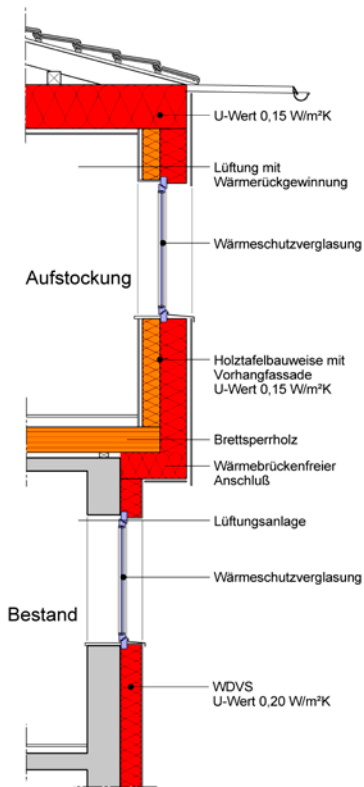 U-Wert 0,15 W/m²K
Lüftung mit
Wärmerückgewinnung
Wärmeschutzverglasung
Aufstockung
Holztafelbauweise mit
Vorhangfassade
U-Wert 0,15 W/m²K
Brettsperrholz
Wärmebrückenfreier
Anschluß
Lüftungsanlage
Wärmeschutzverglasung
Bestand
WDVS
U-Wert 0,20 W/m²K